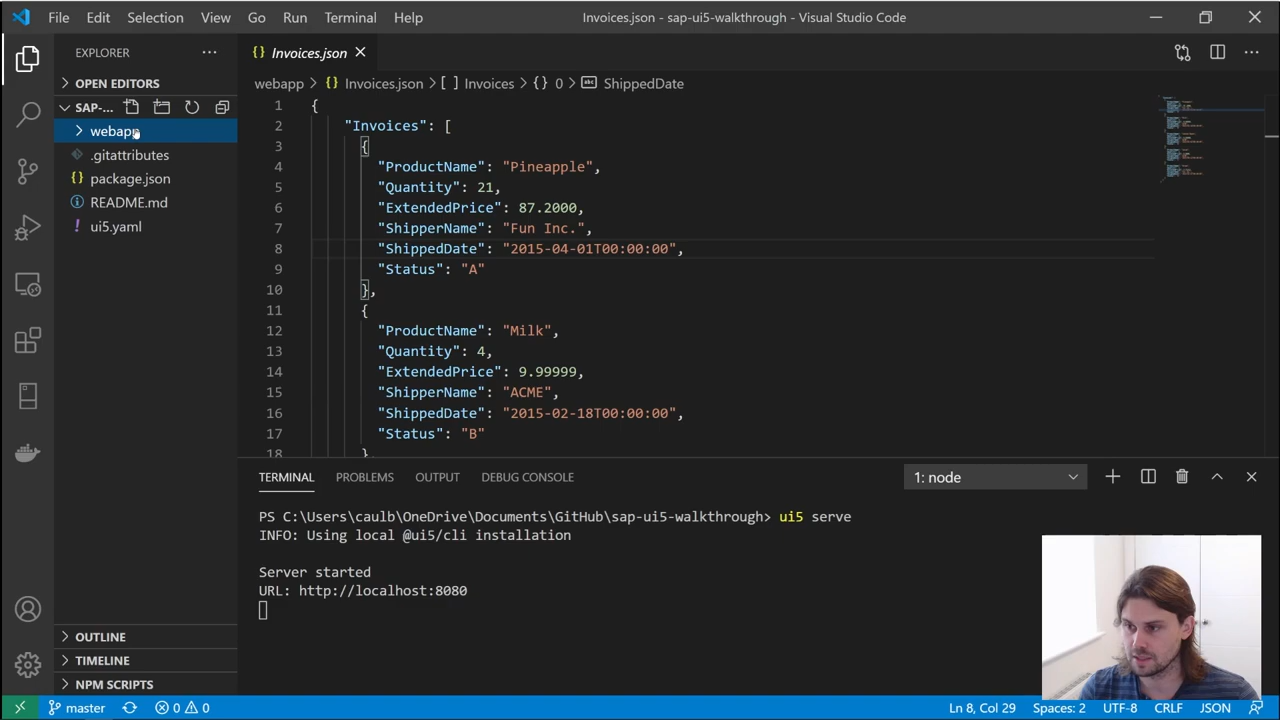 File Edit Selection View Go Run Terminal Help
Invoices.json - sap-ui5-walkthrough - Visual Studio Code
EXPLORER
OPEN EDITORS
SAP-...
webapp
.gitattributes
package.json
README.md
ui5.yaml
OUTLINE
TIMELINE
NPM SCRIPTS
{} Invoices.json
webapp > {} Invoices.json > [ ] Invoices > {} 0 > abc ShippedDate
1 {
2 "Invoices": [
3 {
4 "ProductName": "Pineapple",
5 "Quantity": 21,
6 "ExtendedPrice": 87.2000,
7 "ShipperName": "Fun Inc.",
8 "ShippedDate": "2015-04-01T00:00:00",
9 "Status": "A"
10 },
11 {
12 "ProductName": "Milk",
13 "Quantity": 4,
14 "ExtendedPrice": 9.99999,
15 "ShipperName": "ACME",
16 "ShippedDate": "2015-02-18T00:00:00",
17 "Status": "B"
18 },
TERMINAL PROBLEMS OUTPUT DEBUG CONSOLE
1: node
PS C:\Users\caulb\OneDrive\Documents\GitHub\sap-ui5-walkthrough> ui5 serve
INFO: Using local @ui5/cli installation
Server started
URL: http://localhost:8080
master 0 0
Ln 8, Col 29 Spaces: 2 UTF-8 CRLF JSON